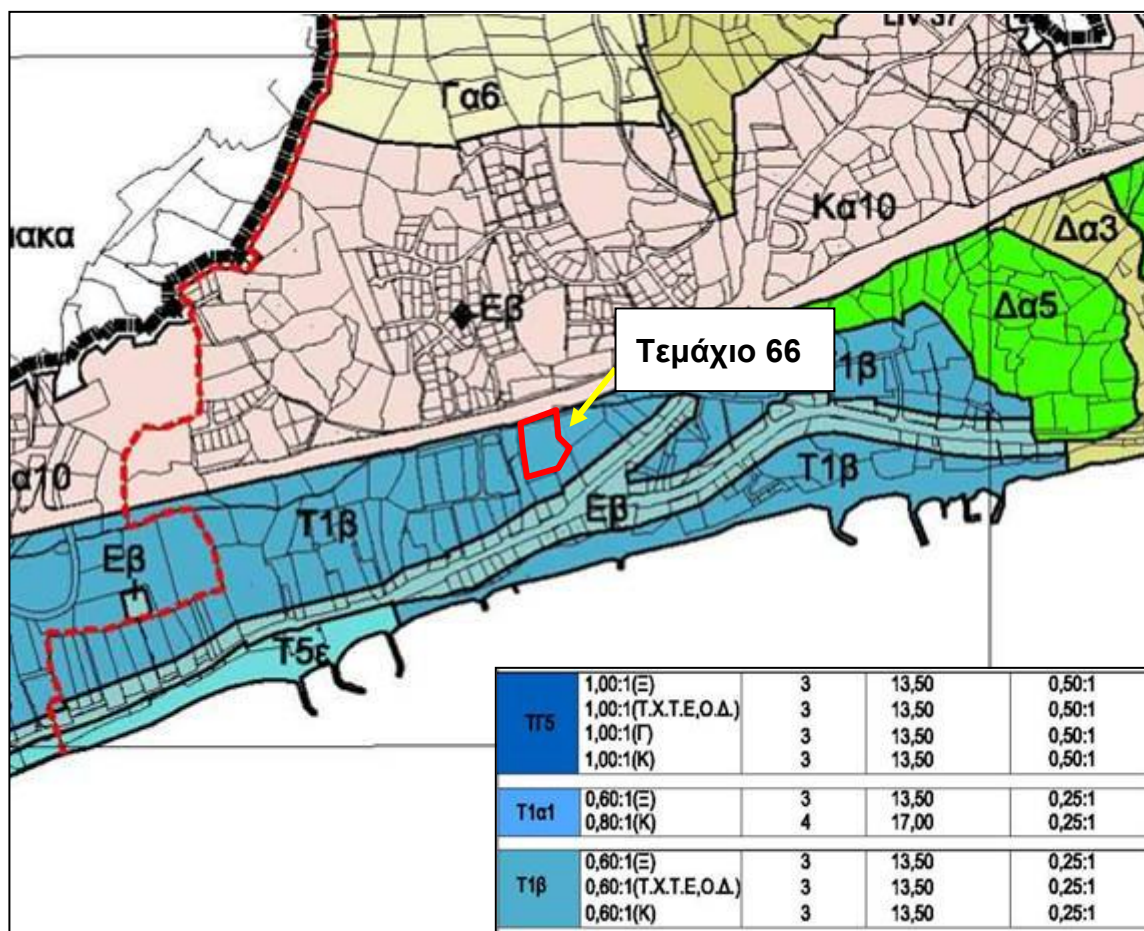 LIV 37
Γα6
Κα10
ιακα
Δα3
Εβ
Δα5
Τεμάχιο 66
1β
α10
Τ1β
Εβ
Τ1β
Εβ
Τ5ε
ΤΓ5 1,00:1(Ξ) 3 13,50 0,50:1
1,00:1(Τ.Χ.Τ.Ε,Ο.Δ.) 3 13,50 0,50:1
1,00:1(Γ) 3 13,50 0,50:1
1,00:1(Κ) 3 13,50 0,50:1
Τ1α1 0,60:1(Ξ) 3 13,50 0,25:1
0,80:1(Κ) 4 17,00 0,25:1
Τ1β 0,60:1(Ξ) 3 13,50 0,25:1
0,60:1(Τ.Χ.Τ.Ε,Ο.Δ.) 3 13,50 0,25:1
0,60:1(Κ) 3 13,50 0,25:1